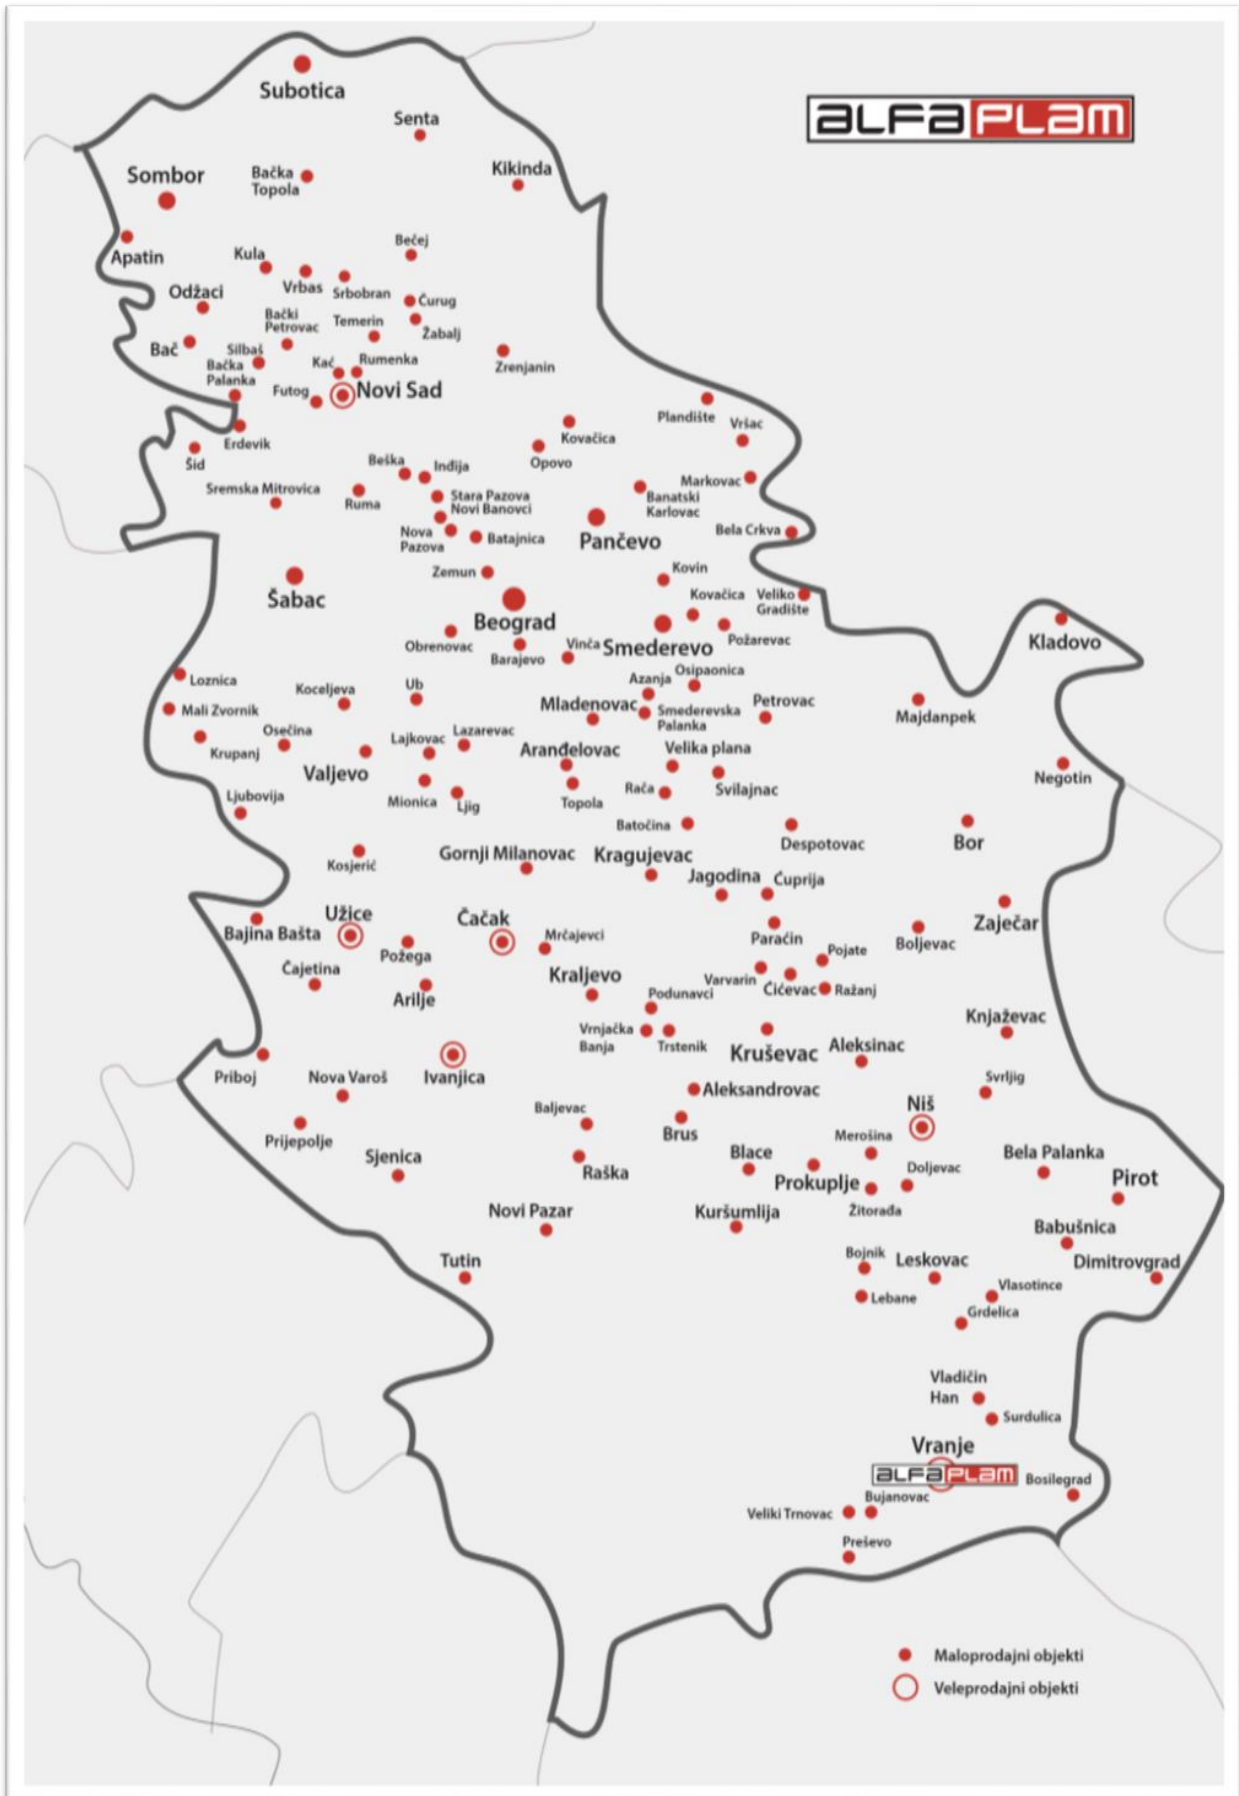 Subotica
ALFA PLAM
Senta
Kikinda
Sombor
Bačka
Topola
Bečej
Apatin
Kula
Vrbas
Srbobran
Odžaci
Čurug
Bački
Petrovac
Temerin
Žabalj
Bač
Silbaš
Bačka
Palanka
Kać
Rumenka
Zrenjanin
Futog
Novi Sad
Plandište
Vršac
Erdevik
Kovačica
Šid
Opovo
Beška
Inđija
Sremska Mitrovica
Ruma
Stara Pazova
Novi Banovci
Markovac
Banatski
Karlovac
Nova
Pazova
Batajnica
Pančevo
Bela Crkva
Zemun
Kovin
Šabac
Kovačica
Veliko
Gradište
Beograd
Obrenovac
Barajevo
Vinča
Smederevo
Požarevac
Kladovo
Loznica
Osipaonica
Azanja
Koceljeva
Ub
Mali Zvornik
Mladenovac
Smederevska
Palanka
Petrovac
Majdanpek
Osečina
Krupanj
Lajkovac
Lazarevac
Aranđelovac
Velika plana
Valjevo
Negotin
Ljubovija
Mionica
Ljig
Topola
Rača
Svilajnac
Batočina
Despotovac
Bor
Kosjerić
Gornji Milanovac
Kragujevac
Jagodina
Ćuprija
Užice
Čačak
Bajina Bašta
Mrčajevci
Paraćin
Boljevac
Zaječar
Požega
Pojate
Čajetina
Kraljevo
Varvarin
Ćićevac
Ražanj
Arilje
Podunavci
Knjaževac
Vrnjačka
Banja
Trstenik
Kruševac
Aleksinac
Priboj
Nova Varoš
Ivanjica
Svrljig
Aleksandrovac
Niš
Baljevac
Prijepolje
Brus
Merošina
Sjenica
Raška
Blace
Prokuplje
Doljevac
Bela Palanka
Pirot
Novi Pazar
Kuršumlija
Žitorađa
Babušnica
Tutin
Bojnik
Leskovac
Dimitrovgrad
Lebane
Vlasotince
Grdelica
Vladičin
Han
Surdulica
Vranje
ALFA PLAM
Bosilegrad
Bujanovac
Veliki Trnovac
Preševo
Maloprodajni objekti
Veleprodajni objekti